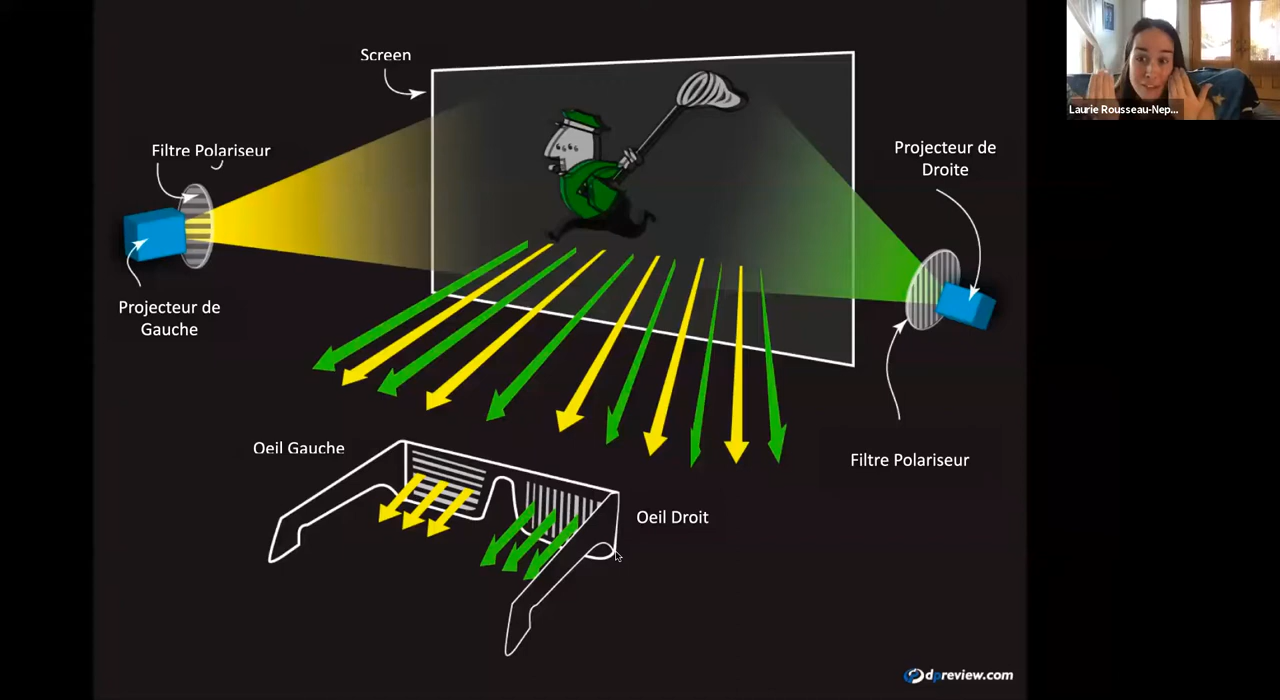 Screen
Laurie Rousseau-Nep...
Filtre Polariseur
Projecteur de
Droite
Projecteur de
Gauche
Oeil Gauche
Filtre Polariseur
Oeil Droit
dpreview.com